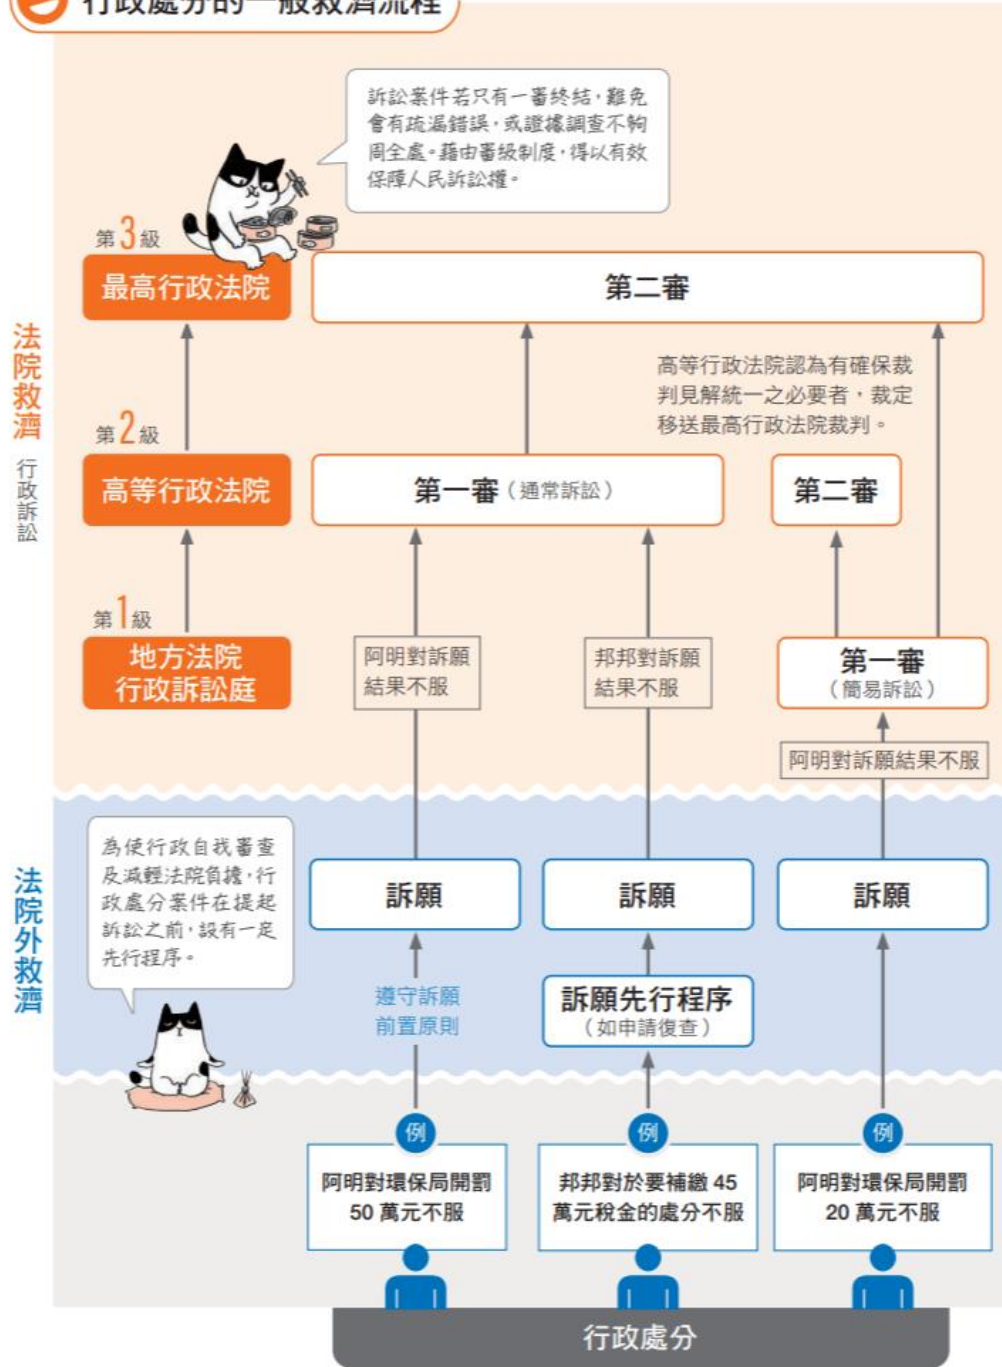 行政處分的一般救濟流程
訴訟案件若只有一審終結，難免
會有疏漏錯誤，或證據調查不夠
周全處。藉由審級制度，得以有效
保障人民訴訟權。
第3級
最高行政法院
第二審
法院救濟
行政訴訟
高等行政法院認為有確保裁
判見解統一之必要者，裁定
移送最高行政法院裁判。
第2級
高等行政法院
第一審（通常訴訟）
第二審
第1級
地方法院
行政訴訟庭
阿明對訴願
結果不服
邦邦對訴願
結果不服
第一審
（簡易訴訟）
阿明對訴願結果不服
法院外救濟
為使行政自我審查
及減輕法院負擔，行
政處分案件在提起
訴訟之前，設有一定
先行程序。
訴願
訴願
訴願
遵守訴願
前置原則
訴願先行程序
（如申請復查）
例
例
例
阿明對環保局開罰
50 萬元不服
邦邦對於要補繳 45
萬元稅金的處分不服
阿明對環保局開罰
20 萬元不服
行政處分